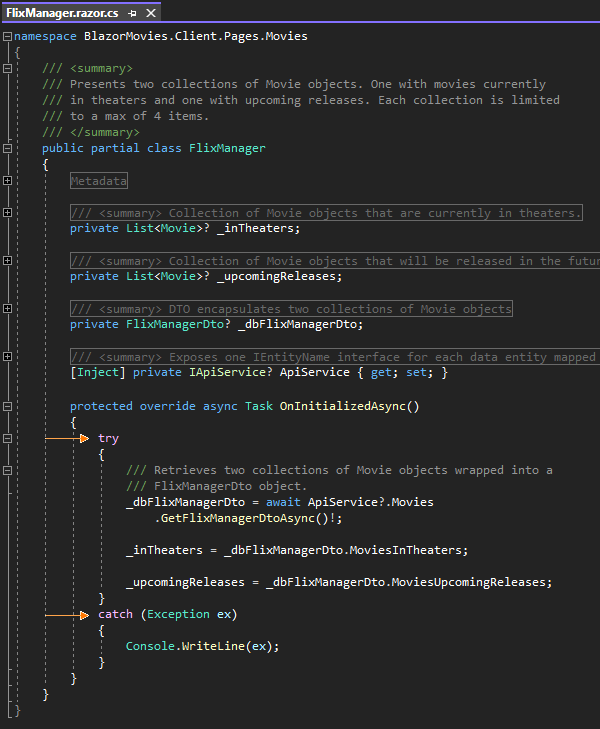 FlixManager.razor.cs
namespace BlazorMovies.Client.Pages.Movies
{
/// <summary>
/// Presents two collections of Movie objects. One with movies currently
/// in theaters and one with upcoming releases. Each collection is limited
/// to a max of 4 items.
/// </summary>
public partial class FlixManager
{
Metadata
/// <summary> Collection of Movie objects that are currently in theaters.
private List<Movie>? _inTheaters;
/// <summary> Collection of Movie objects that will be released in the futur
private List<Movie>? _upcomingReleases;
/// <summary> DTO encapsulates two collections of Movie objects
private FlixManagerDto? _dbFlixManagerDto;
/// <summary> Exposes one IEntityName interface for each data entity mapped
[Inject] private IApiService? ApiService { get; set; }
protected override async Task OnInitializedAsync()
{
try
{
/// Retrieves two collections of Movie objects wrapped into a
/// FlixManagerDto object.
_dbFlixManagerDto = await ApiService?.Movies
.GetFlixManagerDtoAsync()!;
_inTheaters = _dbFlixManagerDto.MoviesInTheaters;
_upcomingReleases = _dbFlixManagerDto.MoviesUpcomingReleases;
}
catch (Exception ex)
{
Console.WriteLine(ex);
}
}
}
}